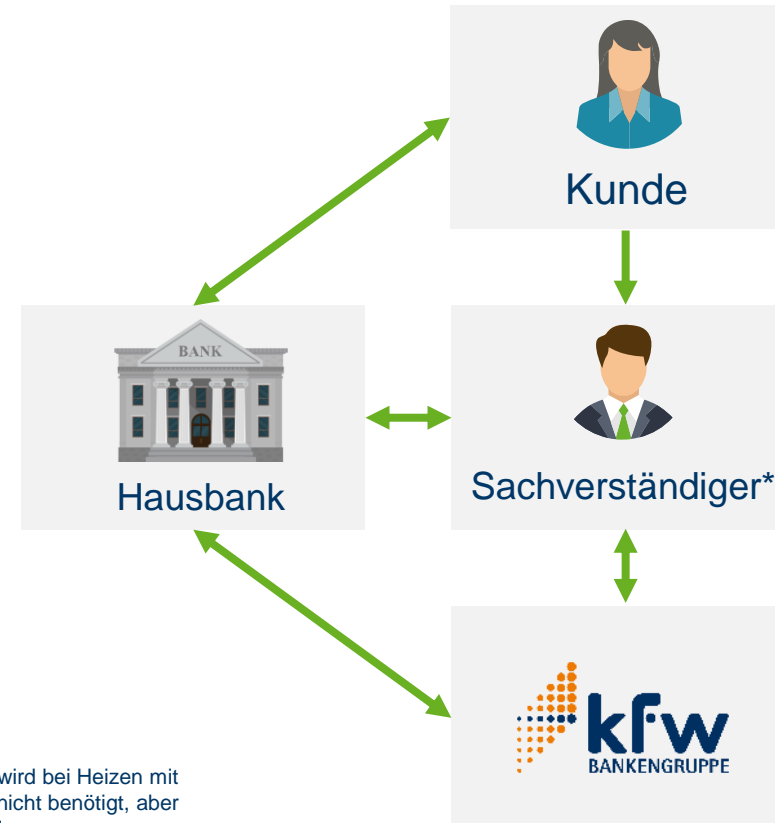 Kunde
BANK
Hausbank
Sachverständiger*
kfw
BANKENGRUPPE
wird bei Heizen mit
nicht benötigt, aber